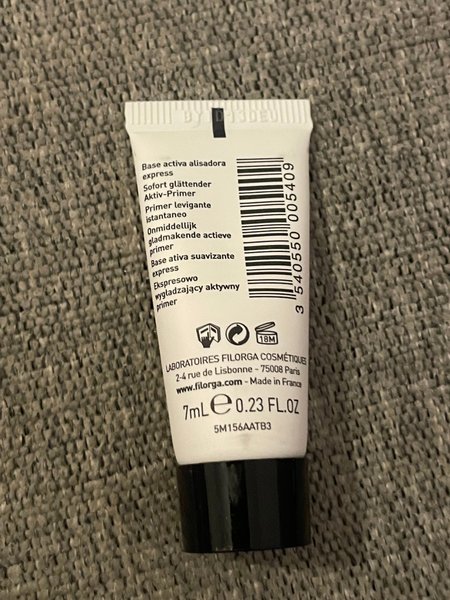 Base activa alisadora
express
Sofort glättender
Aktiv-Primer
Primer levigante
istantaneo
Onmiddellijk
gladmakende actieve
primer
Base ativa suavizante
express
Ekspresowo
wygładzający aktywny
primer
3 540550 005409
18M
LABORATOIRES FILORGA COSMÉTIQUES
2-4 rue de Lisbonne - 75008 Paris
www.filorga.com - Made in France
7mL e 0.23 FL.OZ
5M156AATB3